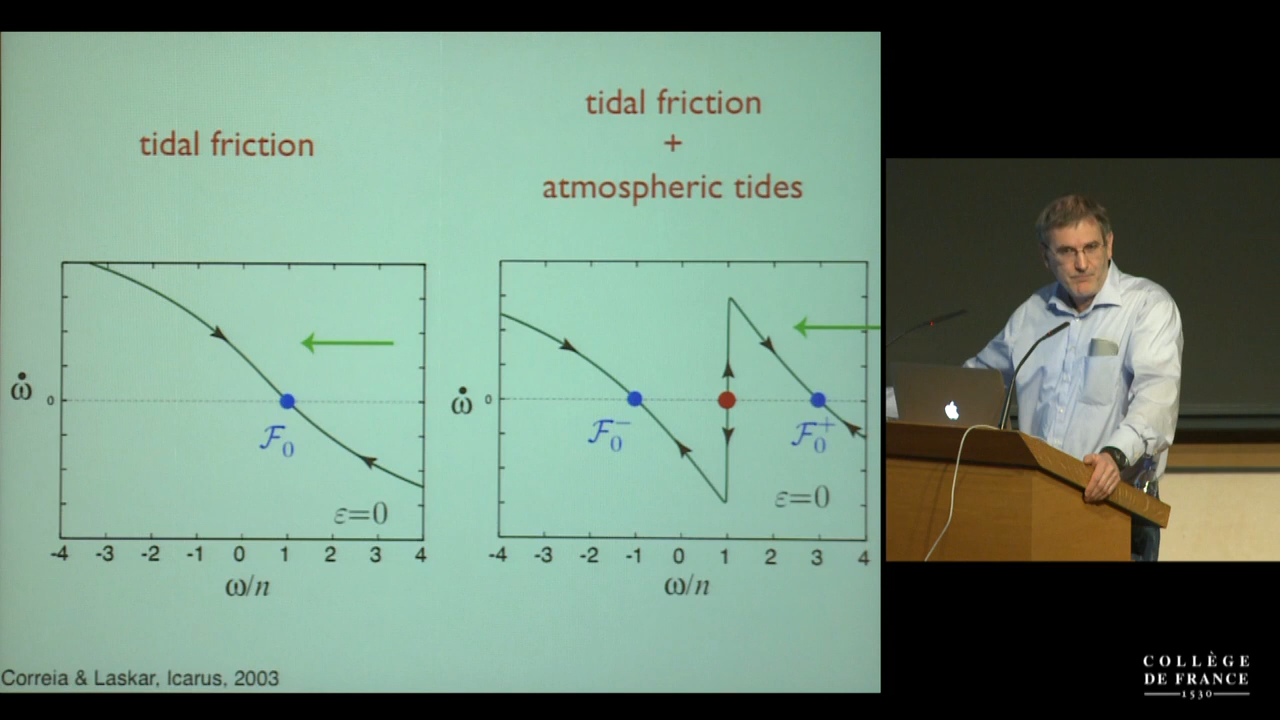 tidal friction
tidal friction
+
atmospheric tides
ω̇
0
F₀
ε=0
-4 -3 -2 -1 0 1 2 3 4
ω/n
ω̇
0
F₀⁻
F₀⁺
ε=0
-4 -3 -2 -1 0 1 2 3 4
ω/n
Correia & Laskar, Icarus, 2003
COLLÈGE
DE FRANCE
1530